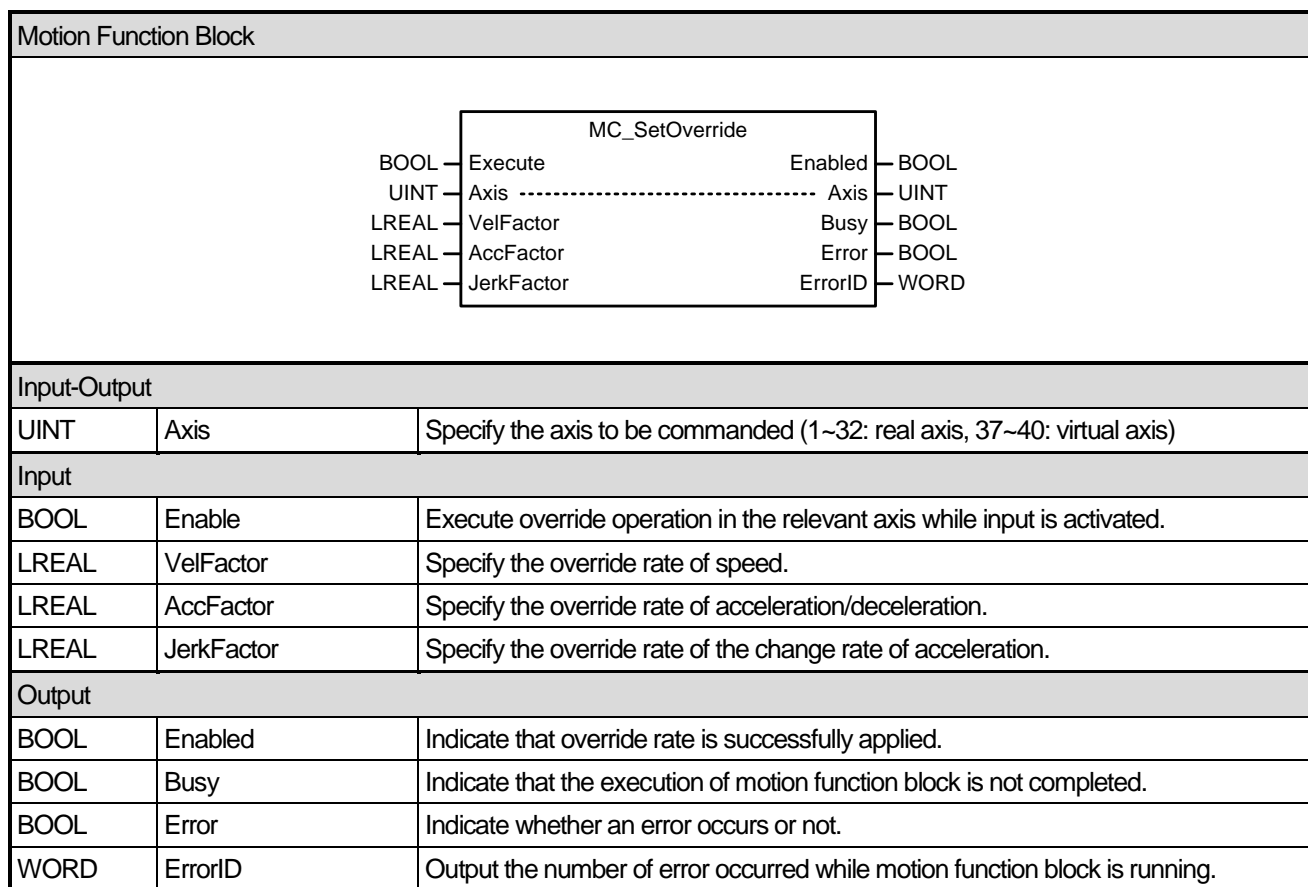 Motion Function Block
MC_SetOverride
BOOL Execute Enabled BOOL
UINT Axis Axis UINT
LREAL VelFactor Busy BOOL
LREAL AccFactor Error BOOL
LREAL JerkFactor ErrorID WORD
Input-Output
UINT Axis Specify the axis to be commanded (1~32: real axis, 37~40: virtual axis)
Input
BOOL Enable Execute override operation in the relevant axis while input is activated.
LREAL VelFactor Specify the override rate of speed.
LREAL AccFactor Specify the override rate of acceleration/deceleration.
LREAL JerkFactor Specify the override rate of the change rate of acceleration.
Output
BOOL Enabled Indicate that override rate is successfully applied.
BOOL Busy Indicate that the execution of motion function block is not completed.
BOOL Error Indicate whether an error occurs or not.
WORD ErrorID Output the number of error occurred while motion function block is running.